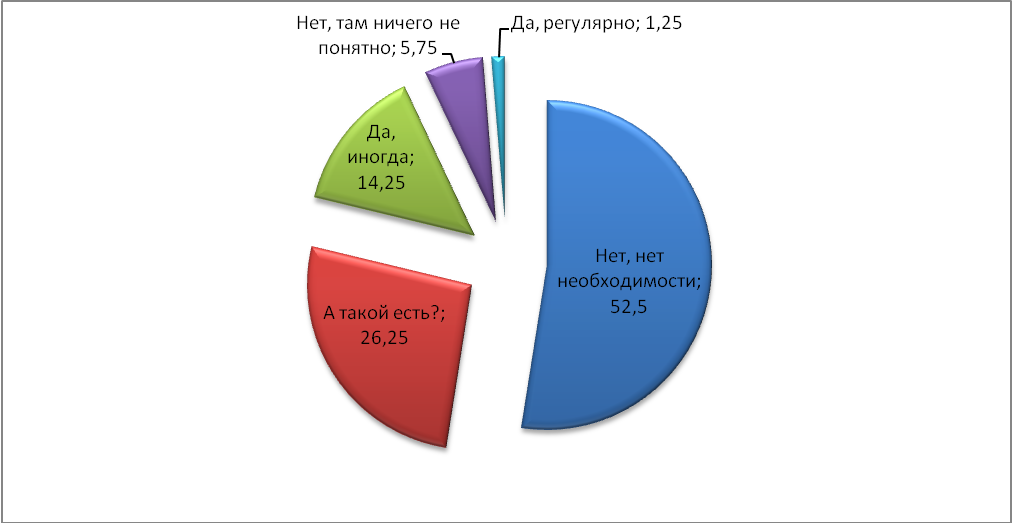 Нет, там ничего не
понятно; 5,75
Да, регулярно; 1,25
Да,
иногда;
14,25
Нет, нет
необходимости;
52,5
А такой есть?;
26,25